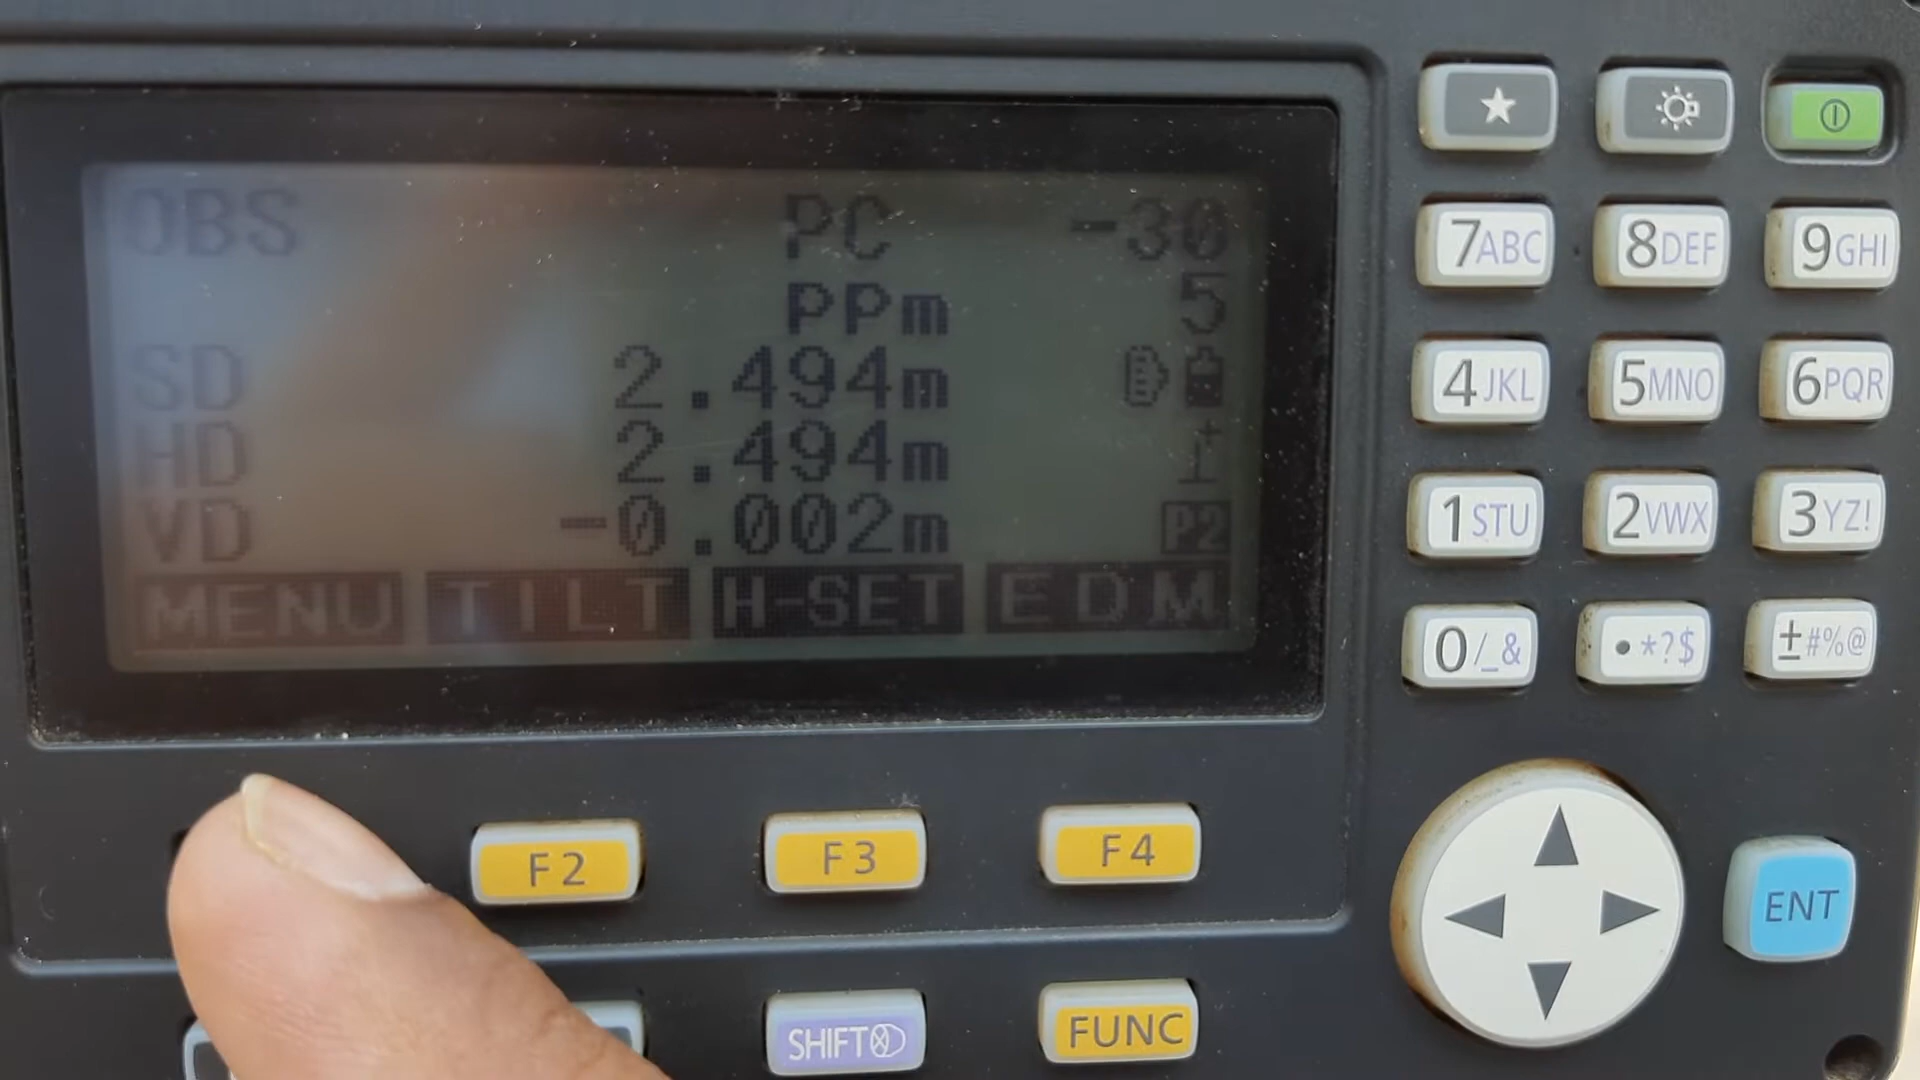 OBS PC -30
ppm 5
SD 2.494m
HD 2.494m
VD -0.002m P2
MENU TILT H-SET EDM
F2 F3 F4
SHIFT FUNC
7ABC 8DEF 9GHI
4JKL 5MNO 6PQR
1STU 2VWX 3YZ!
0/_& •*?$ ±#%@
ENT